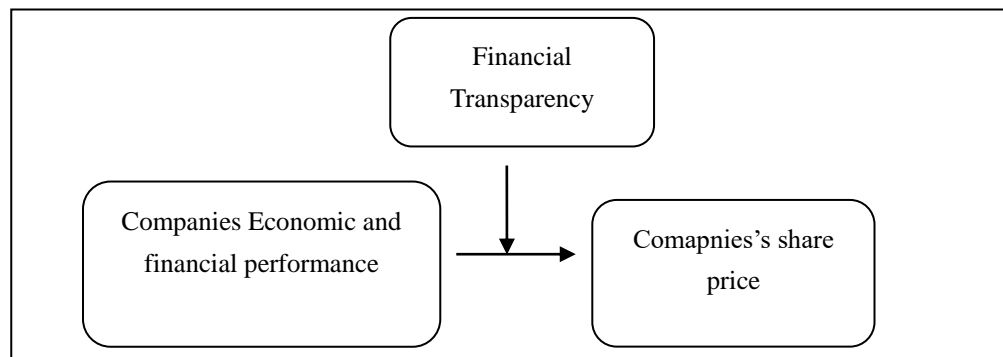 Financial
Transparency
Companies Economic and
financial performance
Comapnies’s share
price